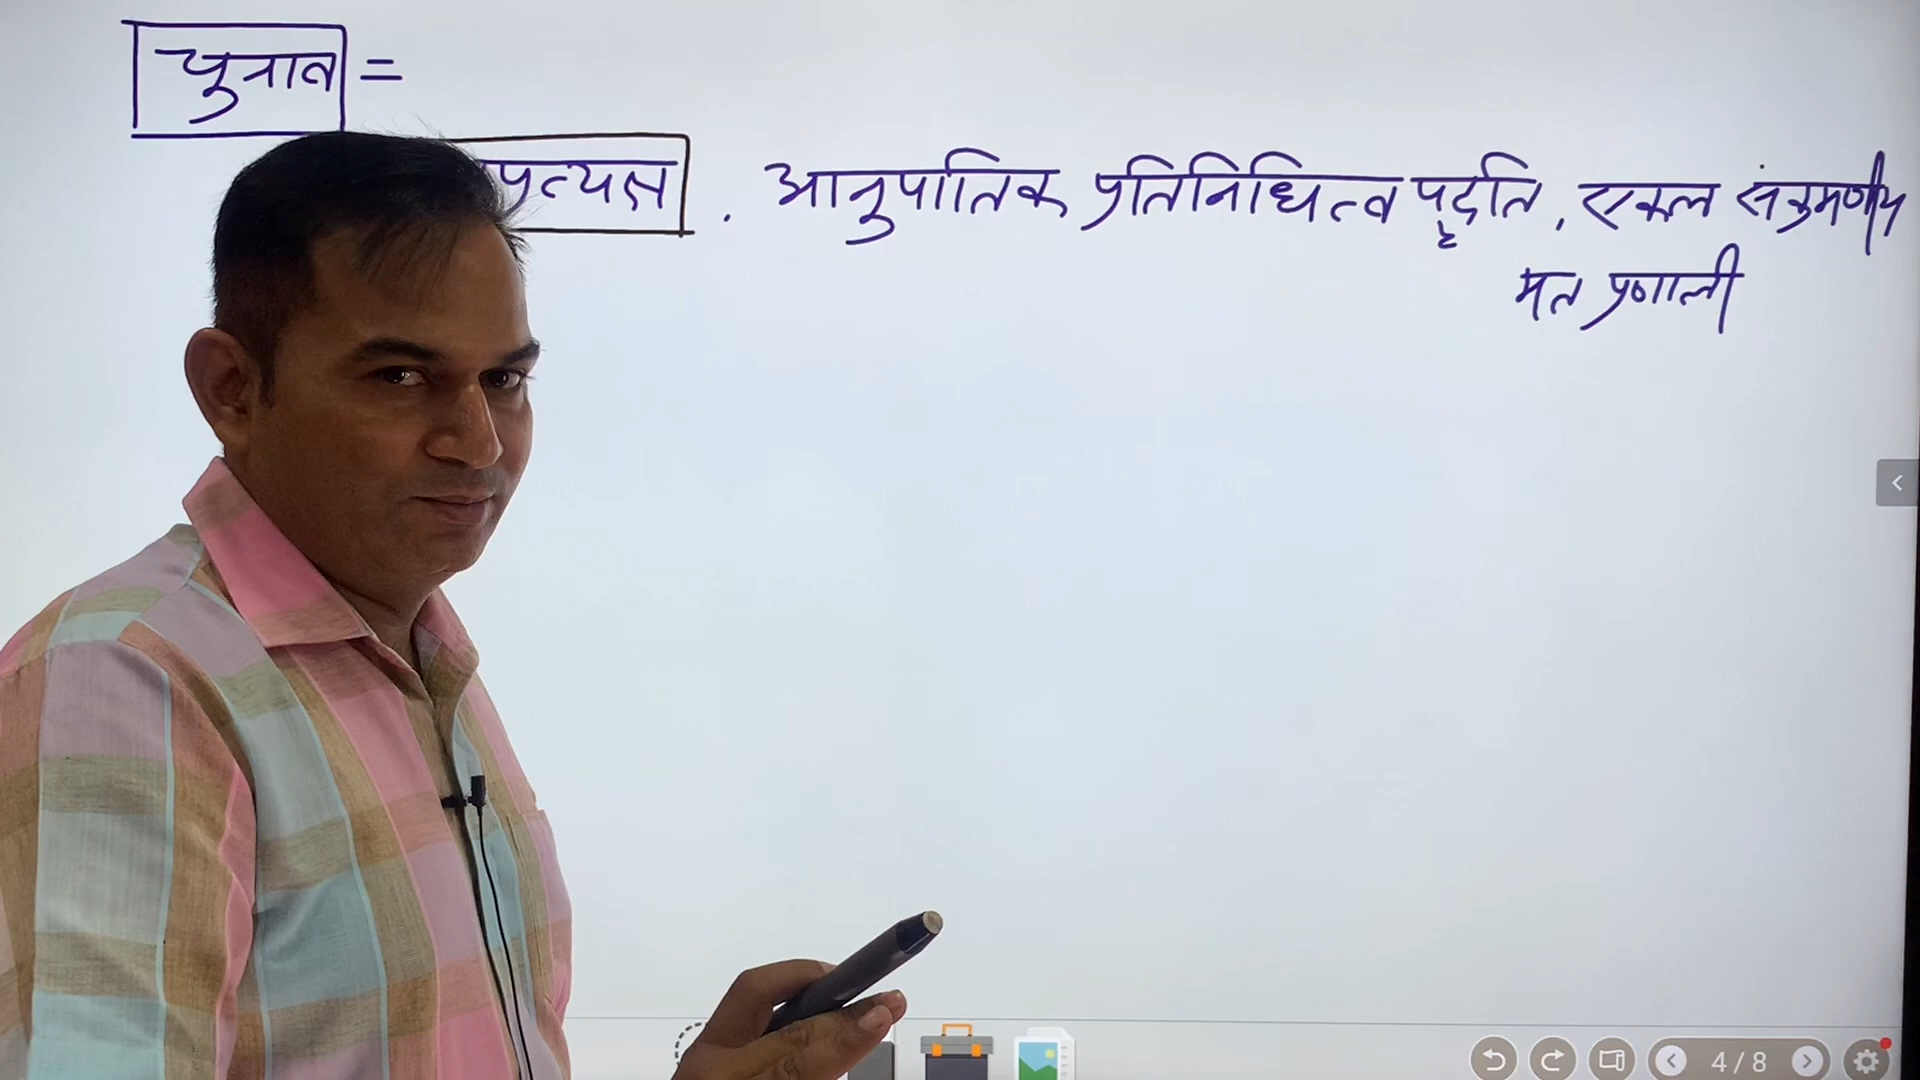 चुनाव =
प्रत्यक्ष . आनुपातिक प्रतिनिधित्व पद्धति, एकल संक्रमणीय
मत प्रणाली
4/8